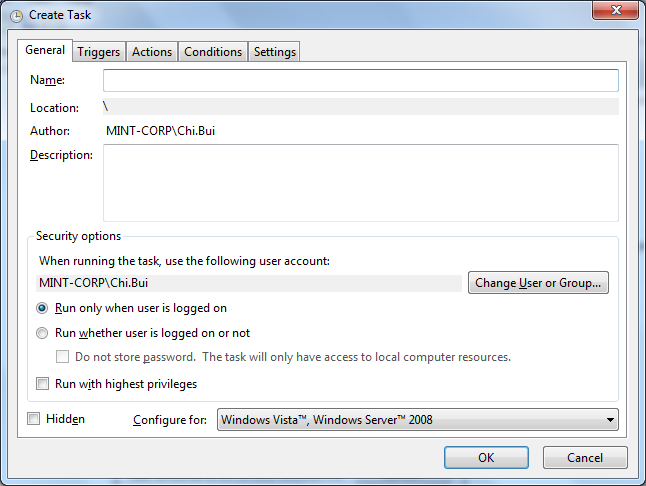 Create Task
General Triggers Actions Conditions Settings
Name:
Location: \
Author: MINT-CORP\Chi.Bui
Description:
Security options
When running the task, use the following user account:
MINT-CORP\Chi.Bui Change User or Group...
Run only when user is logged on
Run whether user is logged on or not
Do not store password. The task will only have access to local computer resources.
Run with highest privileges
Hidden Configure for: Windows Vista™, Windows Server™ 2008
OK Cancel